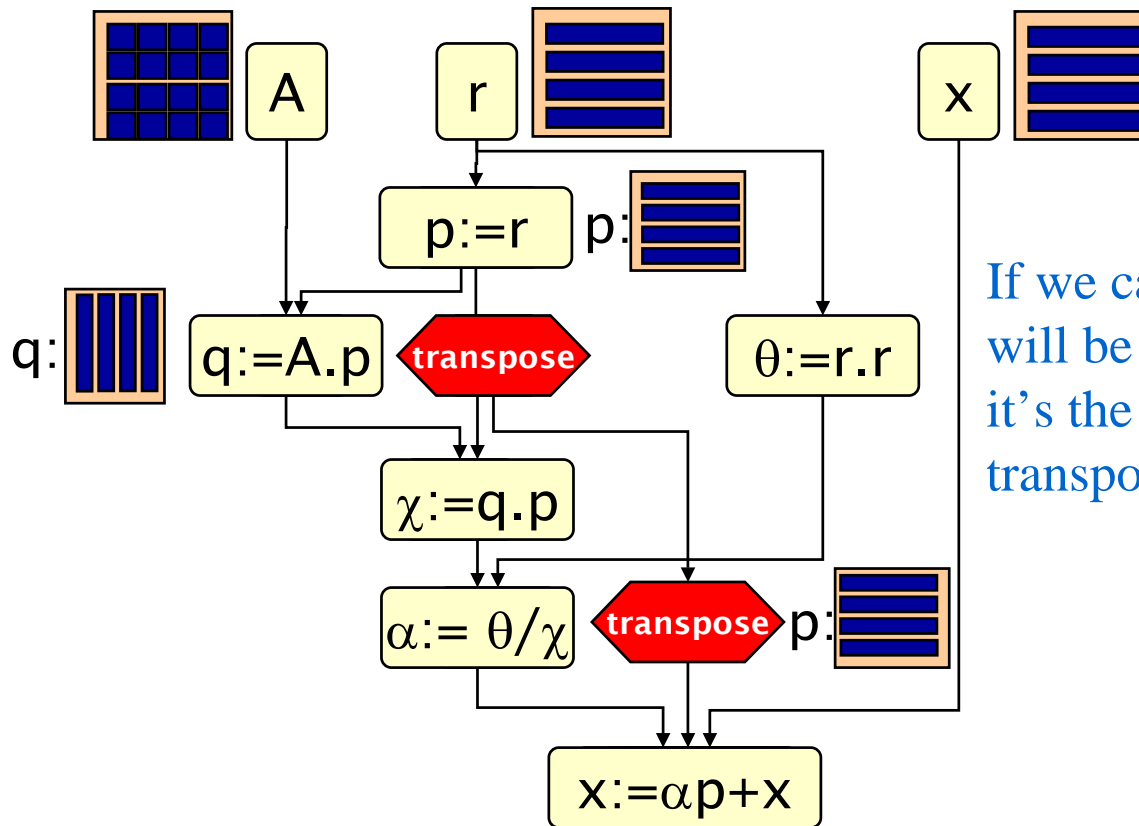 A
r
x
p:=r
p:
If we ca
will be
it's the
transpo
q:
q:=A.p
transpose
θ:=r.r
χ:=q.p
α:= θ/χ
transpose
p:
x:=αp+x